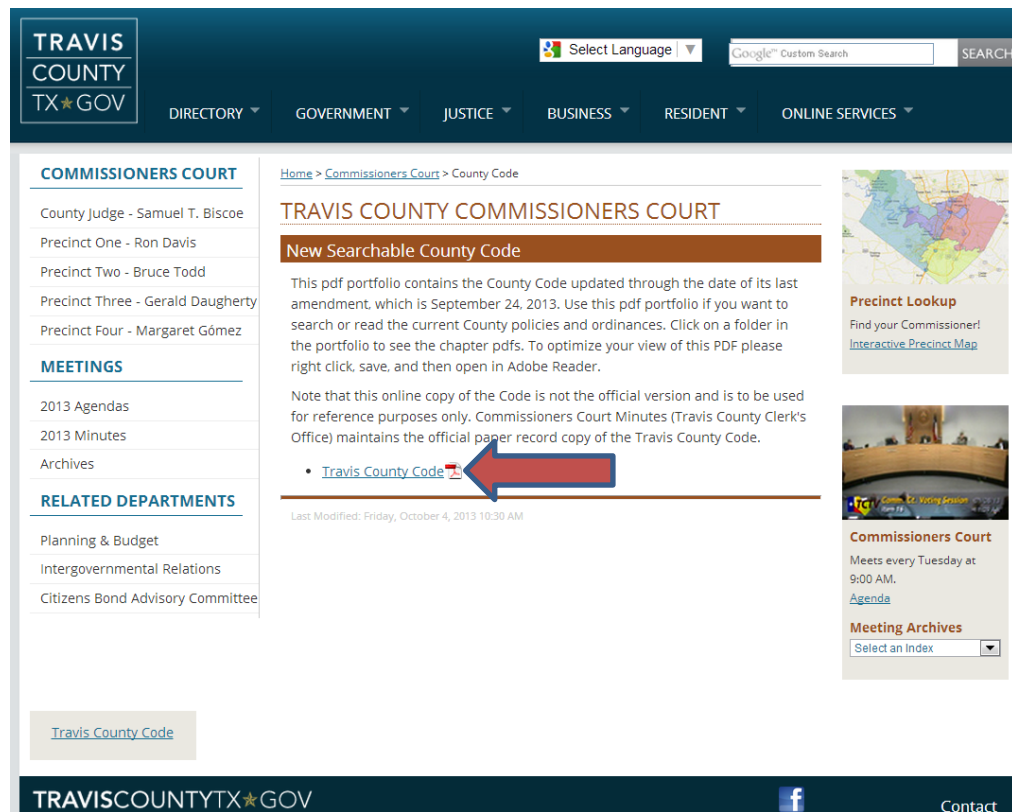 TRAVIS
COUNTY
TX★GOV
Select Language ▼
Google™ Custom Search
SEARCH
DIRECTORY
GOVERNMENT
JUSTICE
BUSINESS
RESIDENT
ONLINE SERVICES
COMMISSIONERS COURT
County Judge - Samuel T. Biscoe
Precinct One - Ron Davis
Precinct Two - Bruce Todd
Precinct Three - Gerald Daugherty
Precinct Four - Margaret Gómez
MEETINGS
2013 Agendas
2013 Minutes
Archives
RELATED DEPARTMENTS
Planning & Budget
Intergovernmental Relations
Citizens Bond Advisory Committee
Home > Commissioners Court > County Code
TRAVIS COUNTY COMMISSIONERS COURT
New Searchable County Code
This pdf portfolio contains the County Code updated through the date of its last
amendment, which is September 24, 2013. Use this pdf portfolio if you want to
search or read the current County policies and ordinances. Click on a folder in
the portfolio to see the chapter pdfs. To optimize your view of this PDF please
right click, save, and then open in Adobe Reader.
Note that this online copy of the Code is not the official version and is to be used
for reference purposes only. Commissioners Court Minutes (Travis County Clerk's
Office) maintains the official paper record copy of the Travis County Code.
• Travis County Code
Last Modified: Friday, October 4, 2013 10:30 AM
Precinct Lookup
Find your Commissioner!
Interactive Precinct Map
Comm. Ct. Voting Session
Commissioners Court
Meets every Tuesday at
9:00 AM.
Agenda
Meeting Archives
Select an Index
Travis County Code
TRAVISCOUNTYTX★GOV
f
Contact